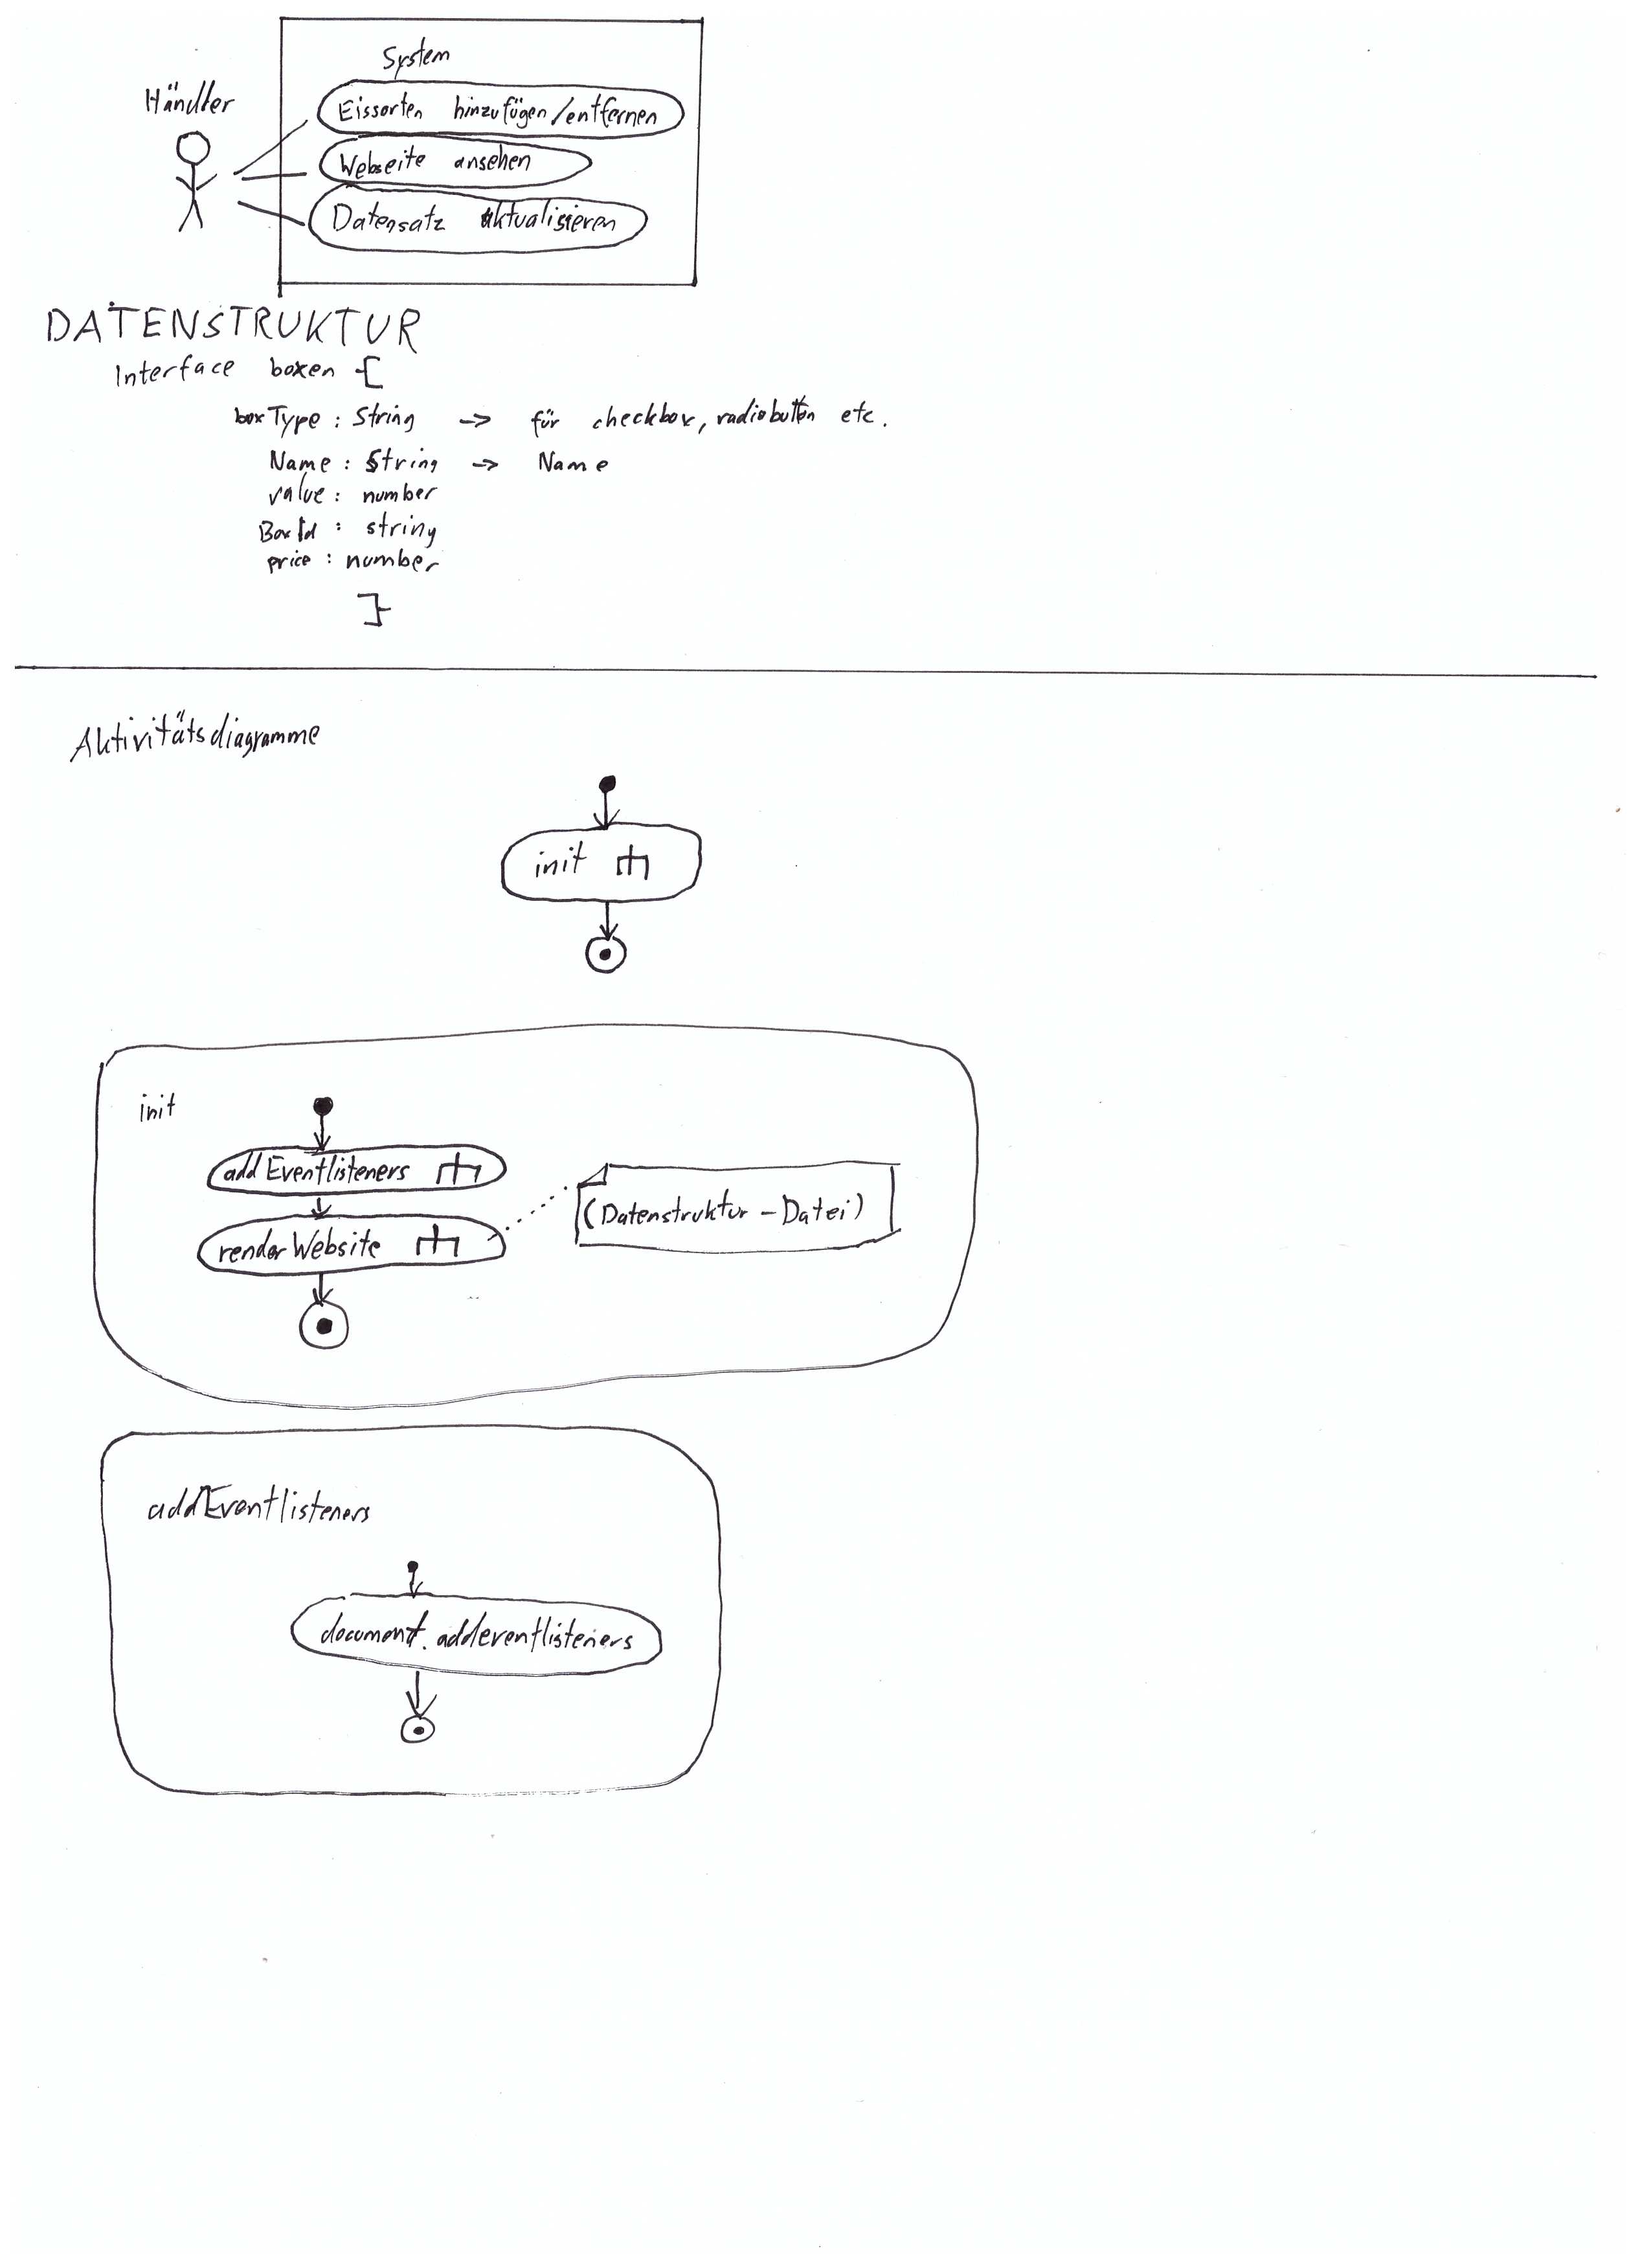 System
Händler
Eissorten hinzufügen/entfernen
Webseite ansehen
Datensatz aktualisieren
DATENSTRUKTUR
Interface boxen {
boxType : String -> für checkbox, radiobutton etc.
Name : String -> Name
value : number
BoxId : string
price : number
}
Aktivitätsdiagramme
init
init
addEventlisteners
(Datenstruktur - Datei)
renderWebsite
addEventlisteners
document.addeventlisteners